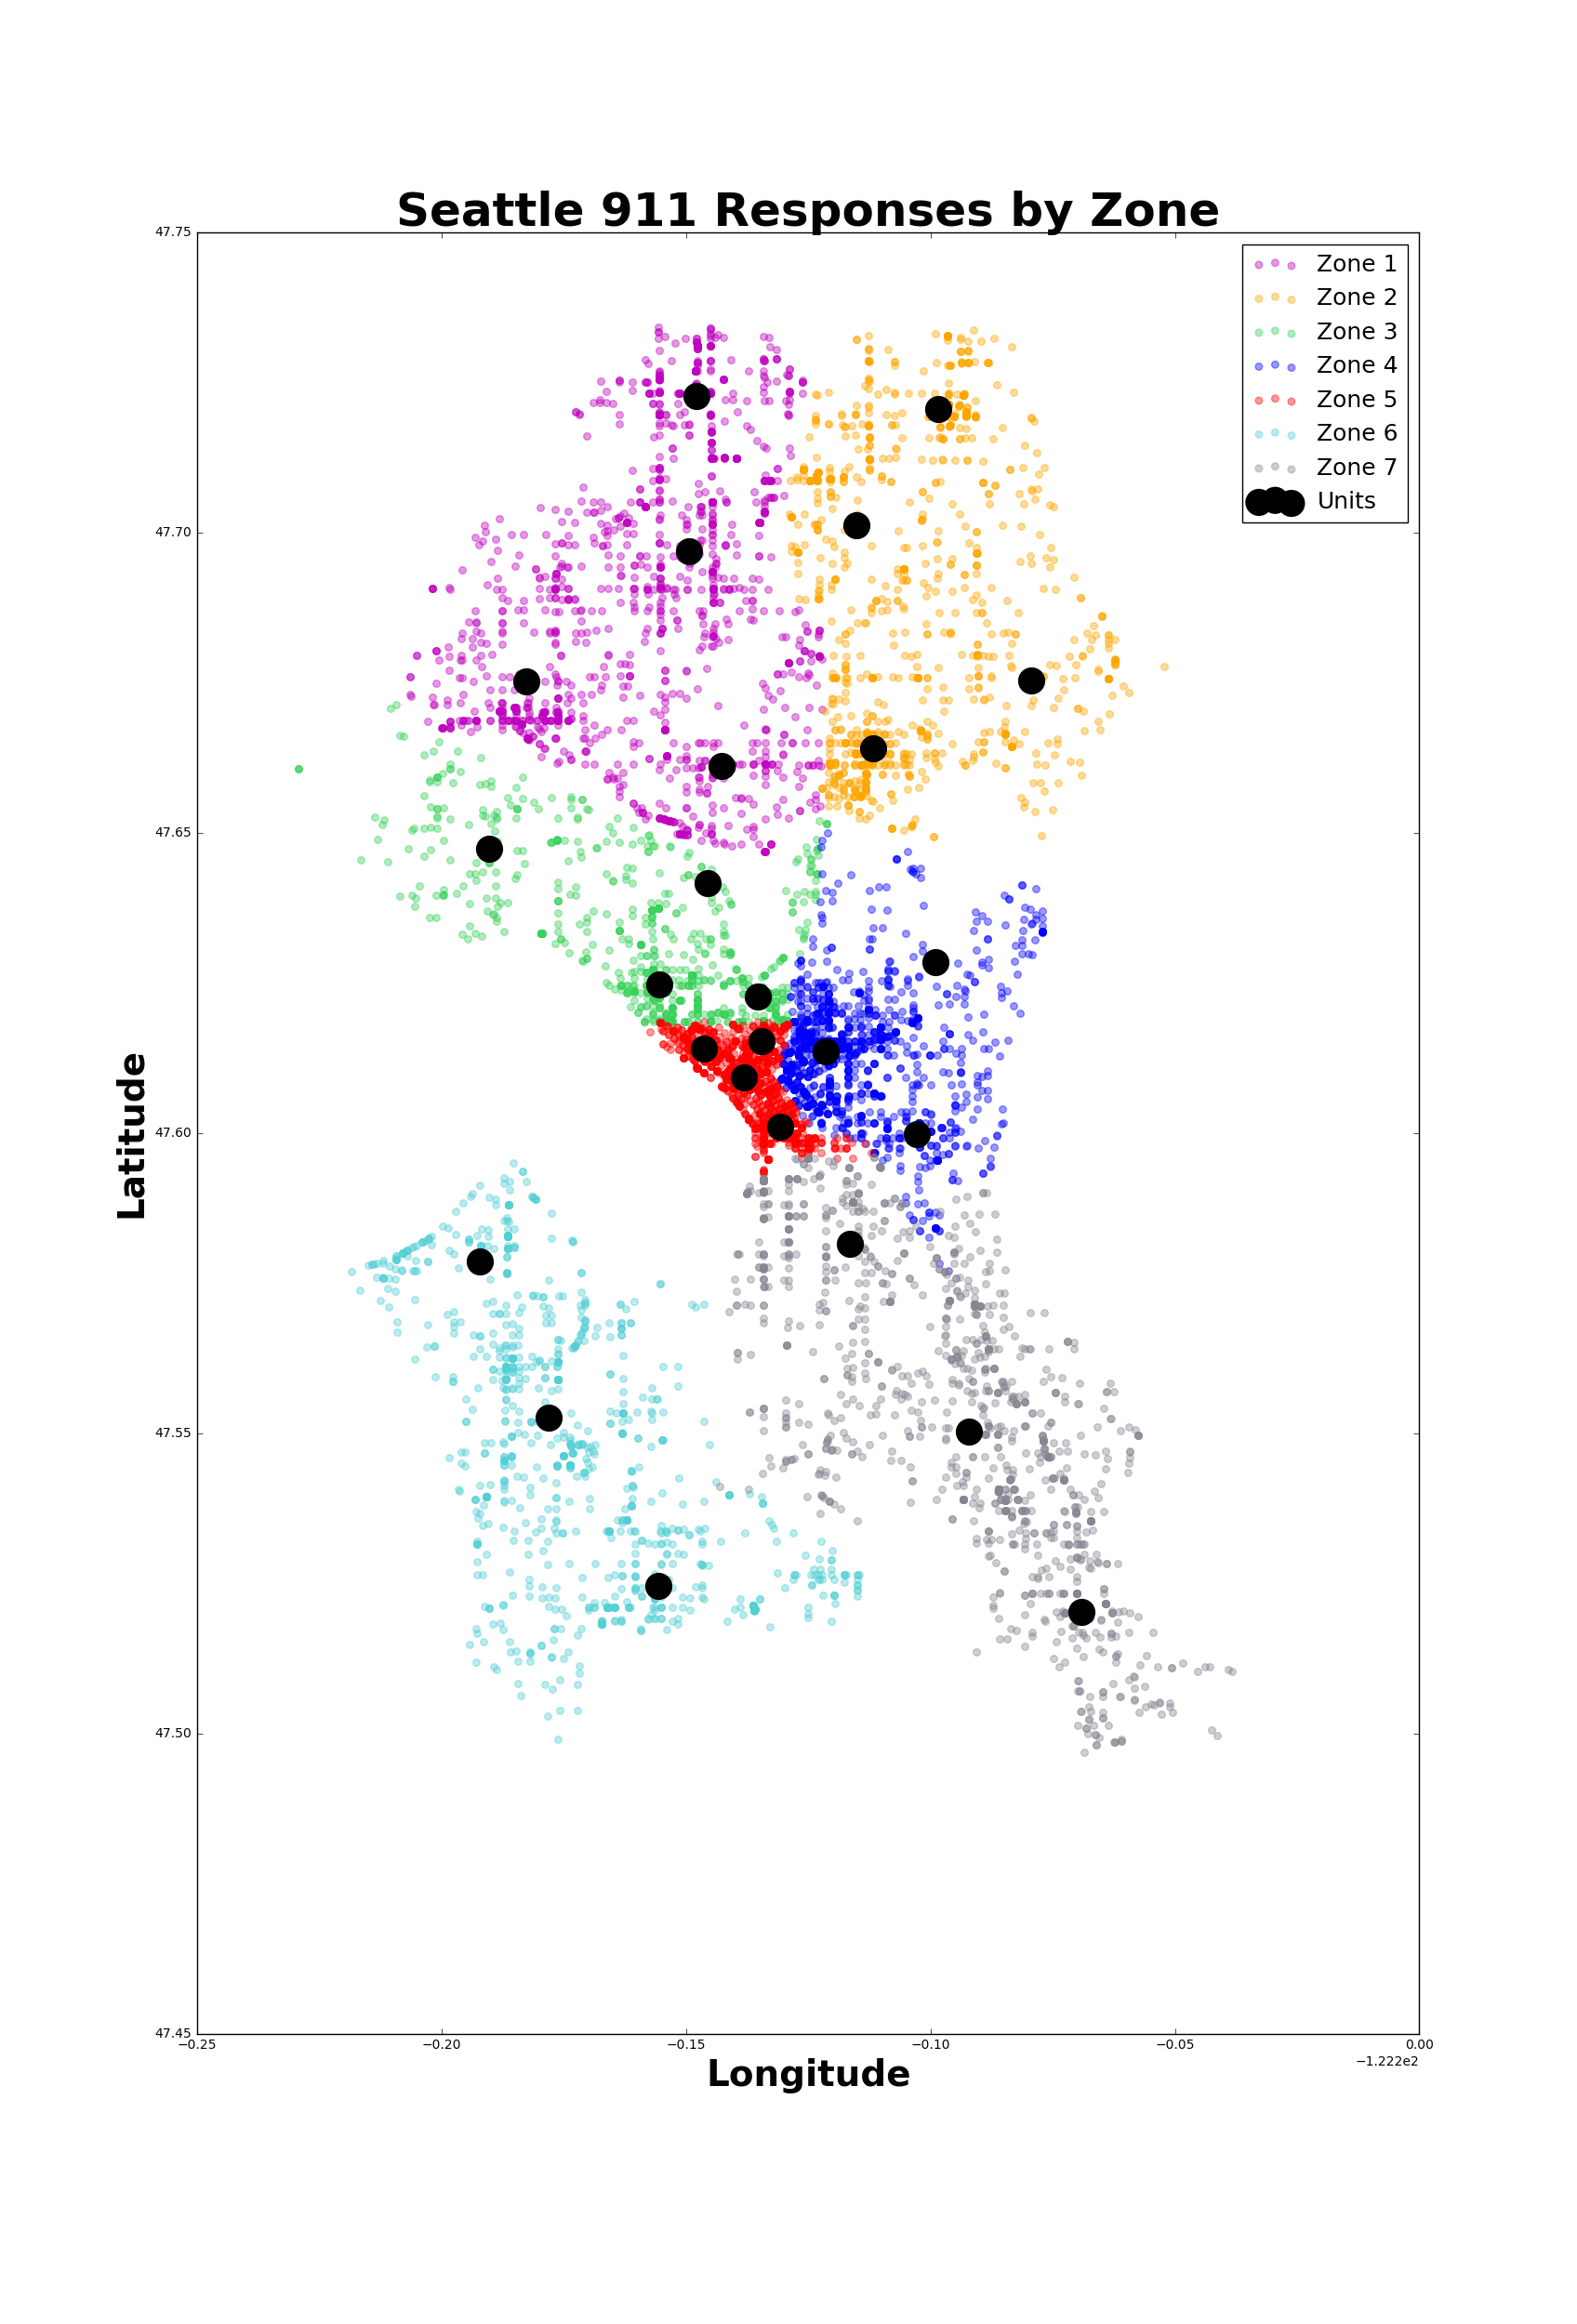 Seattle 911 Responses by Zone
47.75
47.70
47.65
47.60
47.55
47.50
47.45
Latitude
Zone 1
Zone 2
Zone 3
Zone 4
Zone 5
Zone 6
Zone 7
Units
−0.25
−0.20
−0.15
−0.10
−0.05
0.00
−1.222e2
Longitude